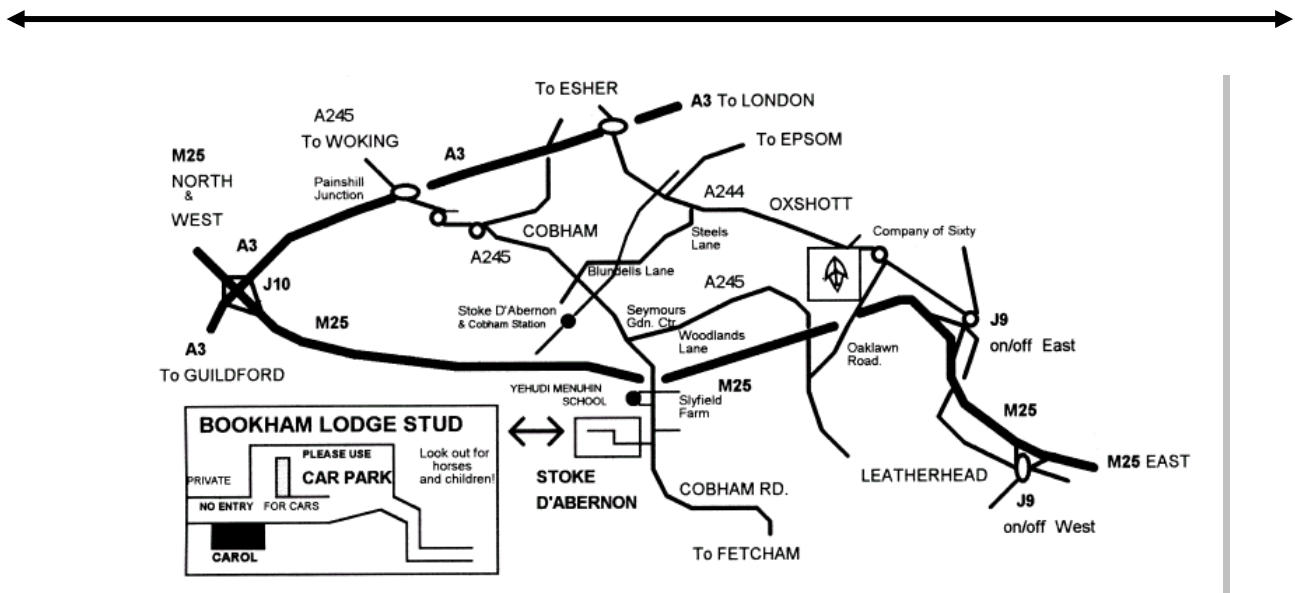 To ESHER
A3 To LONDON
A245
To WOKING
To EPSOM
M25
NORTH
&
WEST
A3
Painshill
Junction
A244
OXSHOTT
Company of Sixty
COBHAM
Steels
Lane
A3
A245
J10
Blundells Lane
A245
Stoke D'Abernon
& Cobham Station
Seymours
Gdn. Ctr.
M25
Woodlands
Lane
J9
on/off East
Oaklawn
Road.
A3
To GUILDFORD
YEHUDI MENUHIN
SCHOOL
M25
Slyfield
Farm
M25
BOOKHAM LODGE STUD
PLEASE USE
CAR PARK
Look out for
horses
and children!
PRIVATE
NO ENTRY
FOR CARS
CAROL
STOKE
D'ABERNON
LEATHERHEAD
M25 EAST
COBHAM RD.
J9
on/off West
To FETCHAM